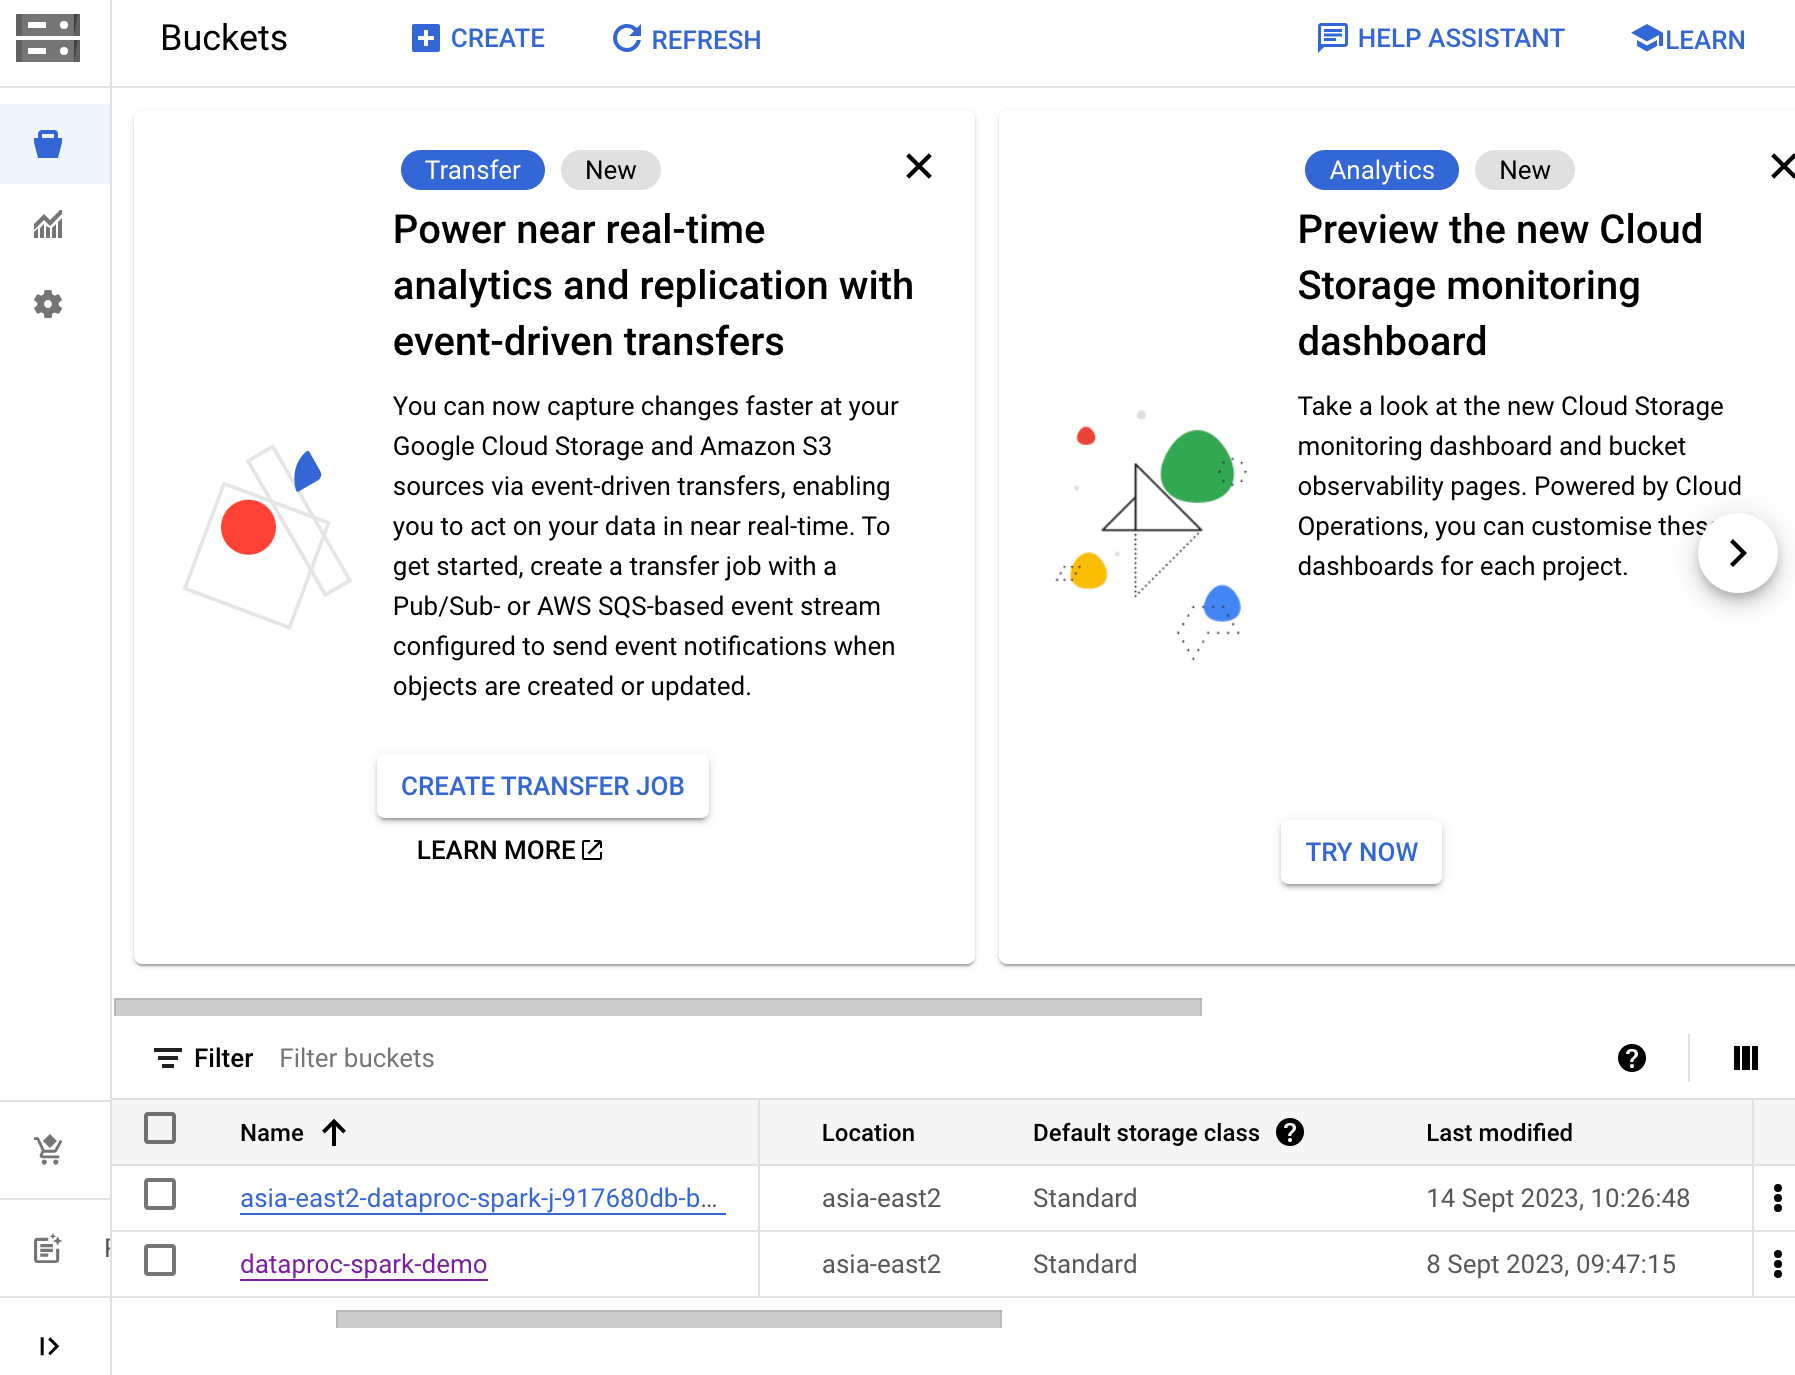 Buckets
CREATE
REFRESH
HELP ASSISTANT
LEARN
Transfer
New
Power near real-time
analytics and replication with
event-driven transfers
You can now capture changes faster at your
Google Cloud Storage and Amazon S3
sources via event-driven transfers, enabling
you to act on your data in near real-time. To
get started, create a transfer job with a
Pub/Sub- or AWS SQS-based event stream
configured to send event notifications when
objects are created or updated.
CREATE TRANSFER JOB
LEARN MORE
Analytics
New
Preview the new Cloud
Storage monitoring
dashboard
Take a look at the new Cloud Storage
monitoring dashboard and bucket
observability pages. Powered by Cloud
Operations, you can customise
dashboards for each project.
TRY NOW
Filter
Filter buckets
Name
Location
Default storage class
Last modified
asia-east2-dataproc-spark-j-917680db-b...
asia-east2
Standard
14 Sept 2023, 10:26:48
dataproc-spark-demo
asia-east2
Standard
8 Sept 2023, 09:47:15